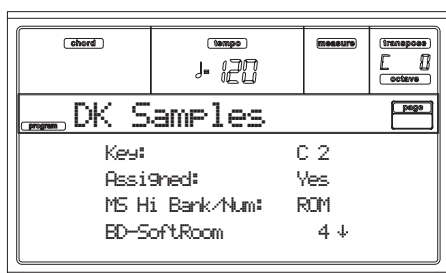 chord tempo measure transpose
♩= 120 C 0
octave
program DK Samples page
Key: C 2
Assigned: Yes
MS Hi Bank/Num: ROM
BD-SoftRoom 4 ↓